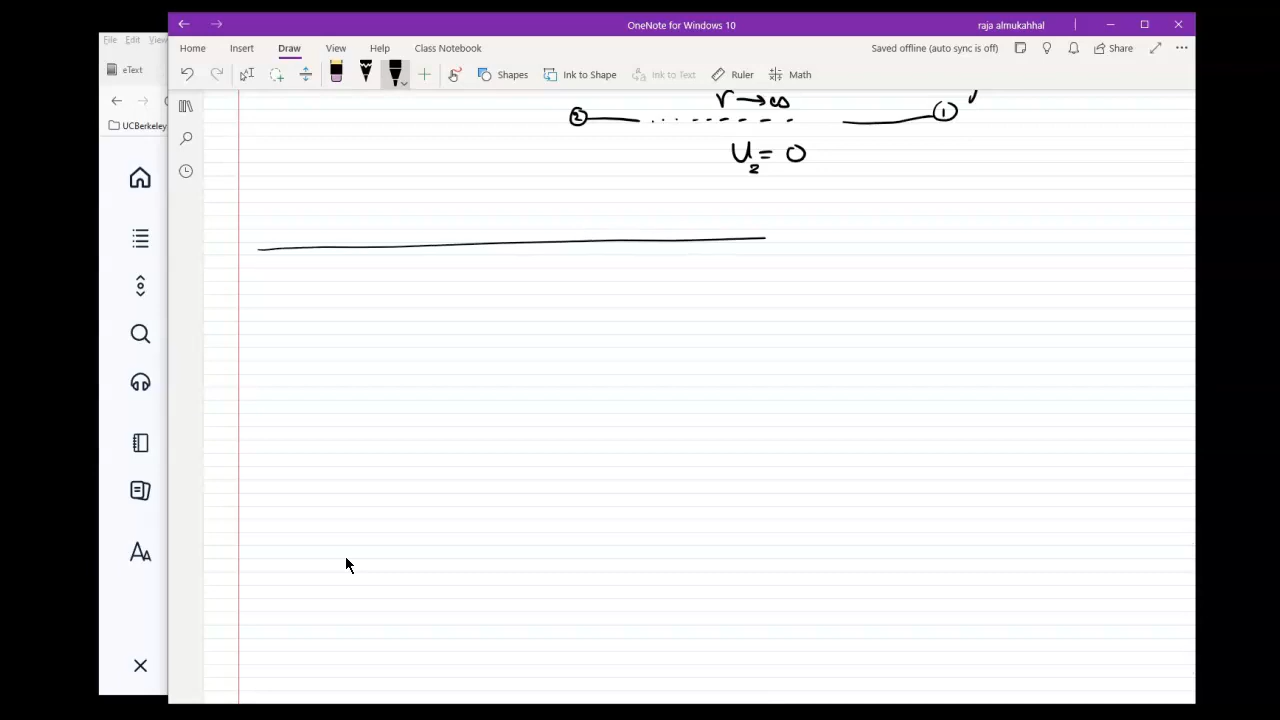 OneNote for Windows 10
raja almukahhal
File Edit View
Home Insert Draw View Help Class Notebook
Saved offline (auto sync is off)
Share
eText
Shapes
Ink to Shape
Ink to Text
Ruler
Math
UCBerkeley
r → ∞
2
1
U₂ = 0